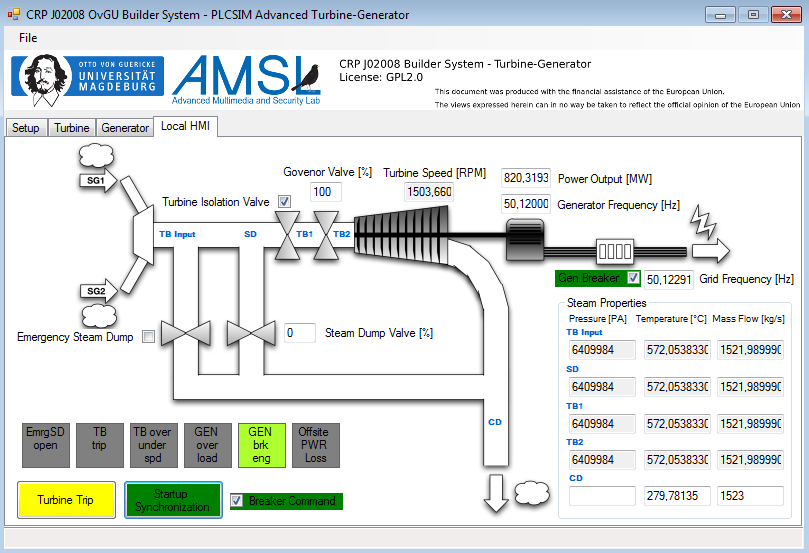 CRP J02008 OvGU Builder System - PLCSIM Advanced Turbine-Generator
File
OTTO VON GUERICKE
UNIVERSITÄT
MAGDEBURG
AMSL
Advanced Multimedia and Security Lab
CRP J02008 Builder System - Turbine-Generator
License: GPL2.0
This document was produced with the financial assistance of the European Union.
The views expressed herein can in no way be taken to reflect the official opinion of the European Union
Setup Turbine Generator Local HMI
SG1
Turbine Isolation Valve
Govenor Valve [%]
100
Turbine Speed [RPM]
1503,660
820,3193 Power Output [MW]
50,12000 Generator Frequency [Hz]
TB Input SD TB1 TB2
Gen Breaker 50,12291 Grid Frequency [Hz]
SG2
Emergency Steam Dump
0 Steam Dump Valve [%]
Steam Properties
Pressure [PA] Temperature [°C] Mass Flow [kg/s]
TB Input
6409984 572,0538330 1521,989990
SD
6409984 572,0538330 1521,989990
TB1
6409984 572,0538330 1521,989990
TB2
6409984 572,0538330 1521,989990
CD
279,78135 1523
CD
EmrgSD
open
TB
trip
TB over
under
spd
GEN
over
load
GEN
brk
eng
Offsite
PWR
Loss
Turbine Trip
Startup
Synchronization
Breaker Command